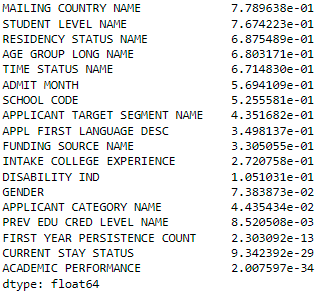 MAILING COUNTRY NAME 7.789638e-01
STUDENT LEVEL NAME 7.674223e-01
RESIDENCY STATUS NAME 6.875489e-01
AGE GROUP LONG NAME 6.803171e-01
TIME STATUS NAME 6.714830e-01
ADMIT MONTH 5.694109e-01
SCHOOL CODE 5.255581e-01
APPLICANT TARGET SEGMENT NAME 4.351682e-01
APPL FIRST LANGUAGE DESC 3.498137e-01
FUNDING SOURCE NAME 3.305055e-01
INTAKE COLLEGE EXPERIENCE 2.720758e-01
DISABILITY IND 1.051031e-01
GENDER 7.383873e-02
APPLICANT CATEGORY NAME 4.435434e-02
PREV EDU CRED LEVEL NAME 8.520508e-03
FIRST YEAR PERSISTENCE COUNT 2.303092e-13
CURRENT STAY STATUS 9.342392e-29
ACADEMIC PERFORMANCE 2.007597e-34
dtype: float64